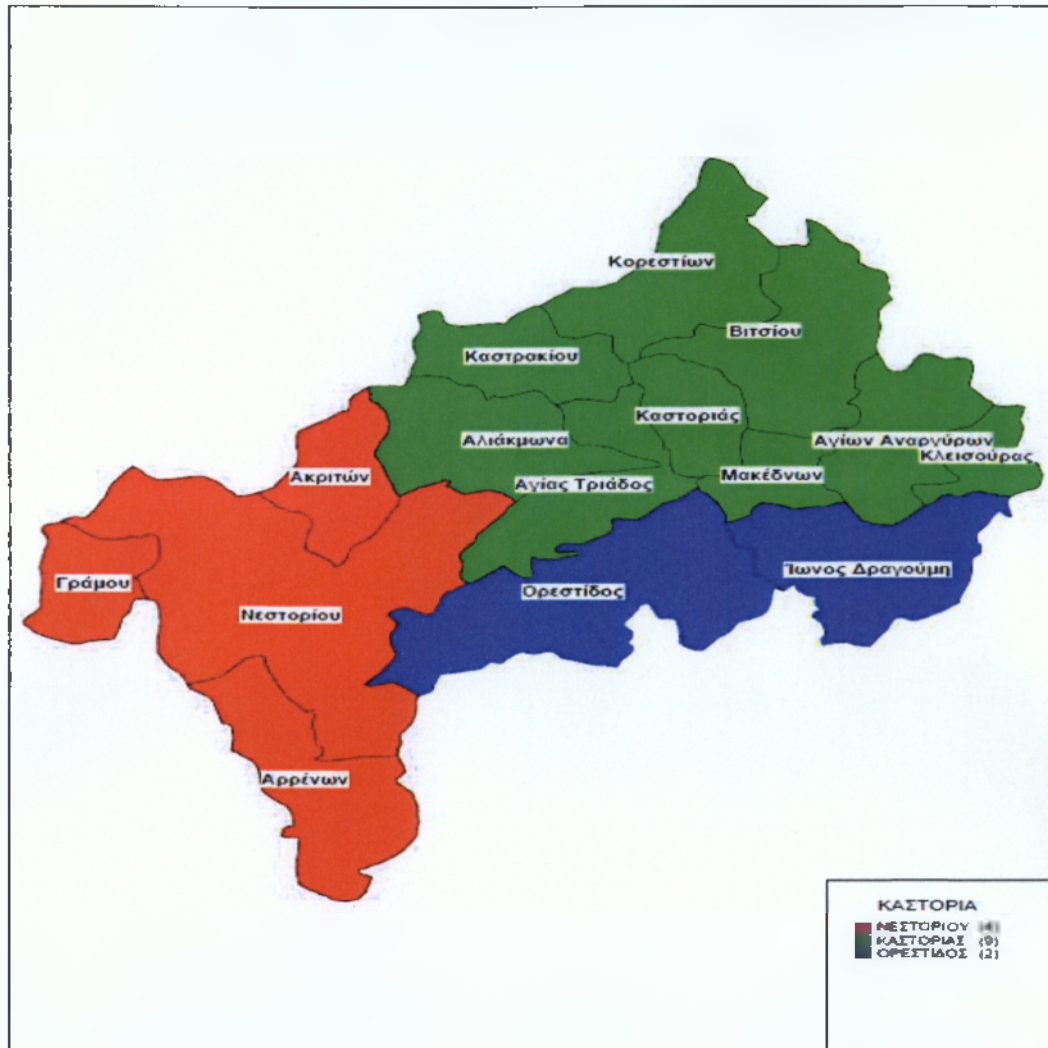 Κορεστίων
Βιτσίου
Καστρακίου
Καστοριάς
Αλιάκμωνα
Αγίων Αναργύρων
Κλεισούρας
Ακριτών
Αγίας Τριάδος
Μακέδνων
Γράμου
Ορεστίδος
Ίωνος Δραγούμη
Νεστορίου
Αρρένων
ΚΑΣΤΟΡΙΑ
ΝΕΣΤΟΡΙΟΥ (4)
ΚΑΣΤΟΡΙΑΣ (9)
ΟΡΕΣΤΙΔΟΣ (2)